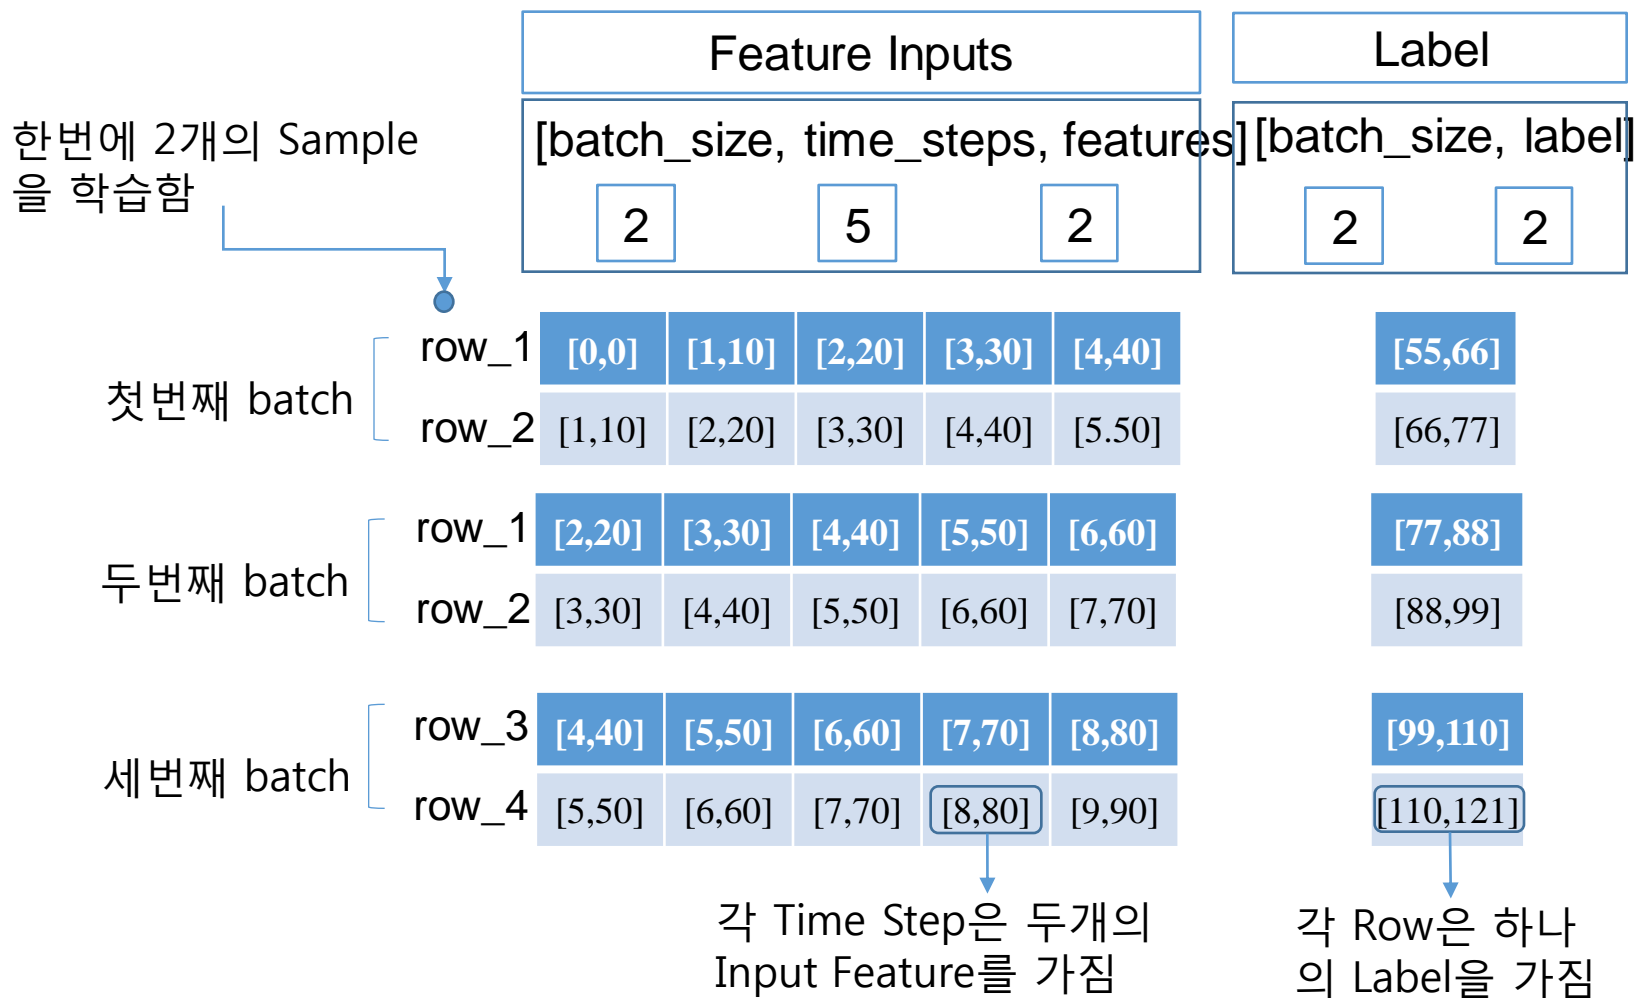 Feature Inputs
Label
한번에 2개의 Sample
을 학습함
[batch_size, time_steps, features]
[batch_size, label]
2 5 2
2 2
첫번째 batch
row_1 [0,0] [1,10] [2,20] [3,30] [4,40] [55,66]
row_2 [1,10] [2,20] [3,30] [4,40] [5.50] [66,77]
두번째 batch
row_1 [2,20] [3,30] [4,40] [5,50] [6,60] [77,88]
row_2 [3,30] [4,40] [5,50] [6,60] [7,70] [88,99]
세번째 batch
row_3 [4,40] [5,50] [6,60] [7,70] [8,80] [99,110]
row_4 [5,50] [6,60] [7,70] [8,80] [9,90] [110,121]
각 Time Step은 두개의
Input Feature를 가짐
각 Row은 하나
의 Label을 가짐